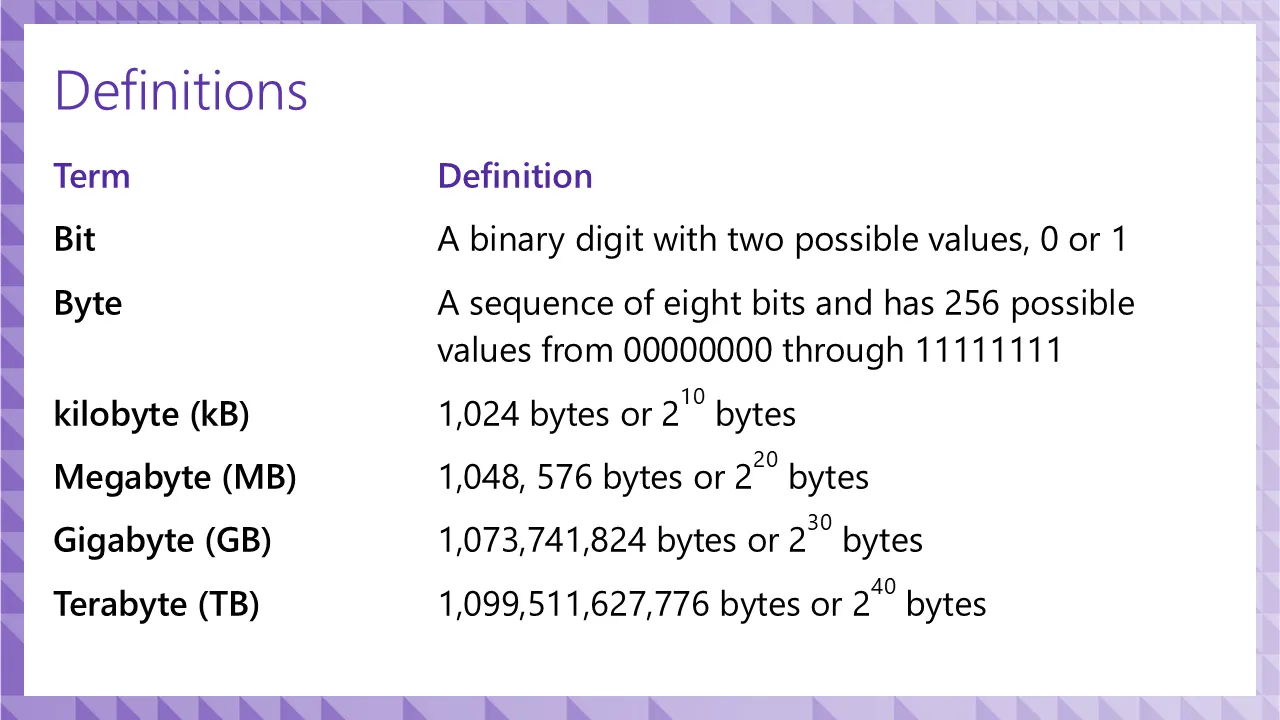 Definitions
Term Definition
Bit A binary digit with two possible values, 0 or 1
Byte A sequence of eight bits and has 256 possible
values from 00000000 through 11111111
kilobyte (kB) 1,024 bytes or 2^10 bytes
Megabyte (MB) 1,048, 576 bytes or 2^20 bytes
Gigabyte (GB) 1,073,741,824 bytes or 2^30 bytes
Terabyte (TB) 1,099,511,627,776 bytes or 2^40 bytes